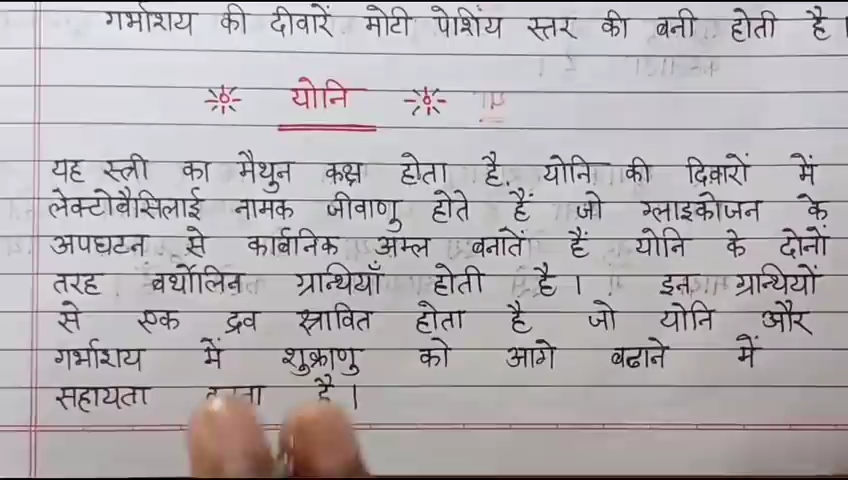 गर्भाशय की दीवारें मोटी पेशिय स्तर की बनी होती है।
योनि
यह स्त्री का मैथुन कक्ष होता है. योनि की दिवारों में
लेक्टोबैसिलाई नामक जीवाणु होते हैं जो ग्लाइकोजन के
अपघटन से कार्बनिक अम्ल बनातें हैं योनि के दोनों
तरह बर्थोलिन ग्रान्थियाँ होती है। इन ग्रान्थियों
से एक द्रव स्रावित होता है जो योनि और
गर्भाशय में शुक्राणु को आगे बढाने में
सहायता है।